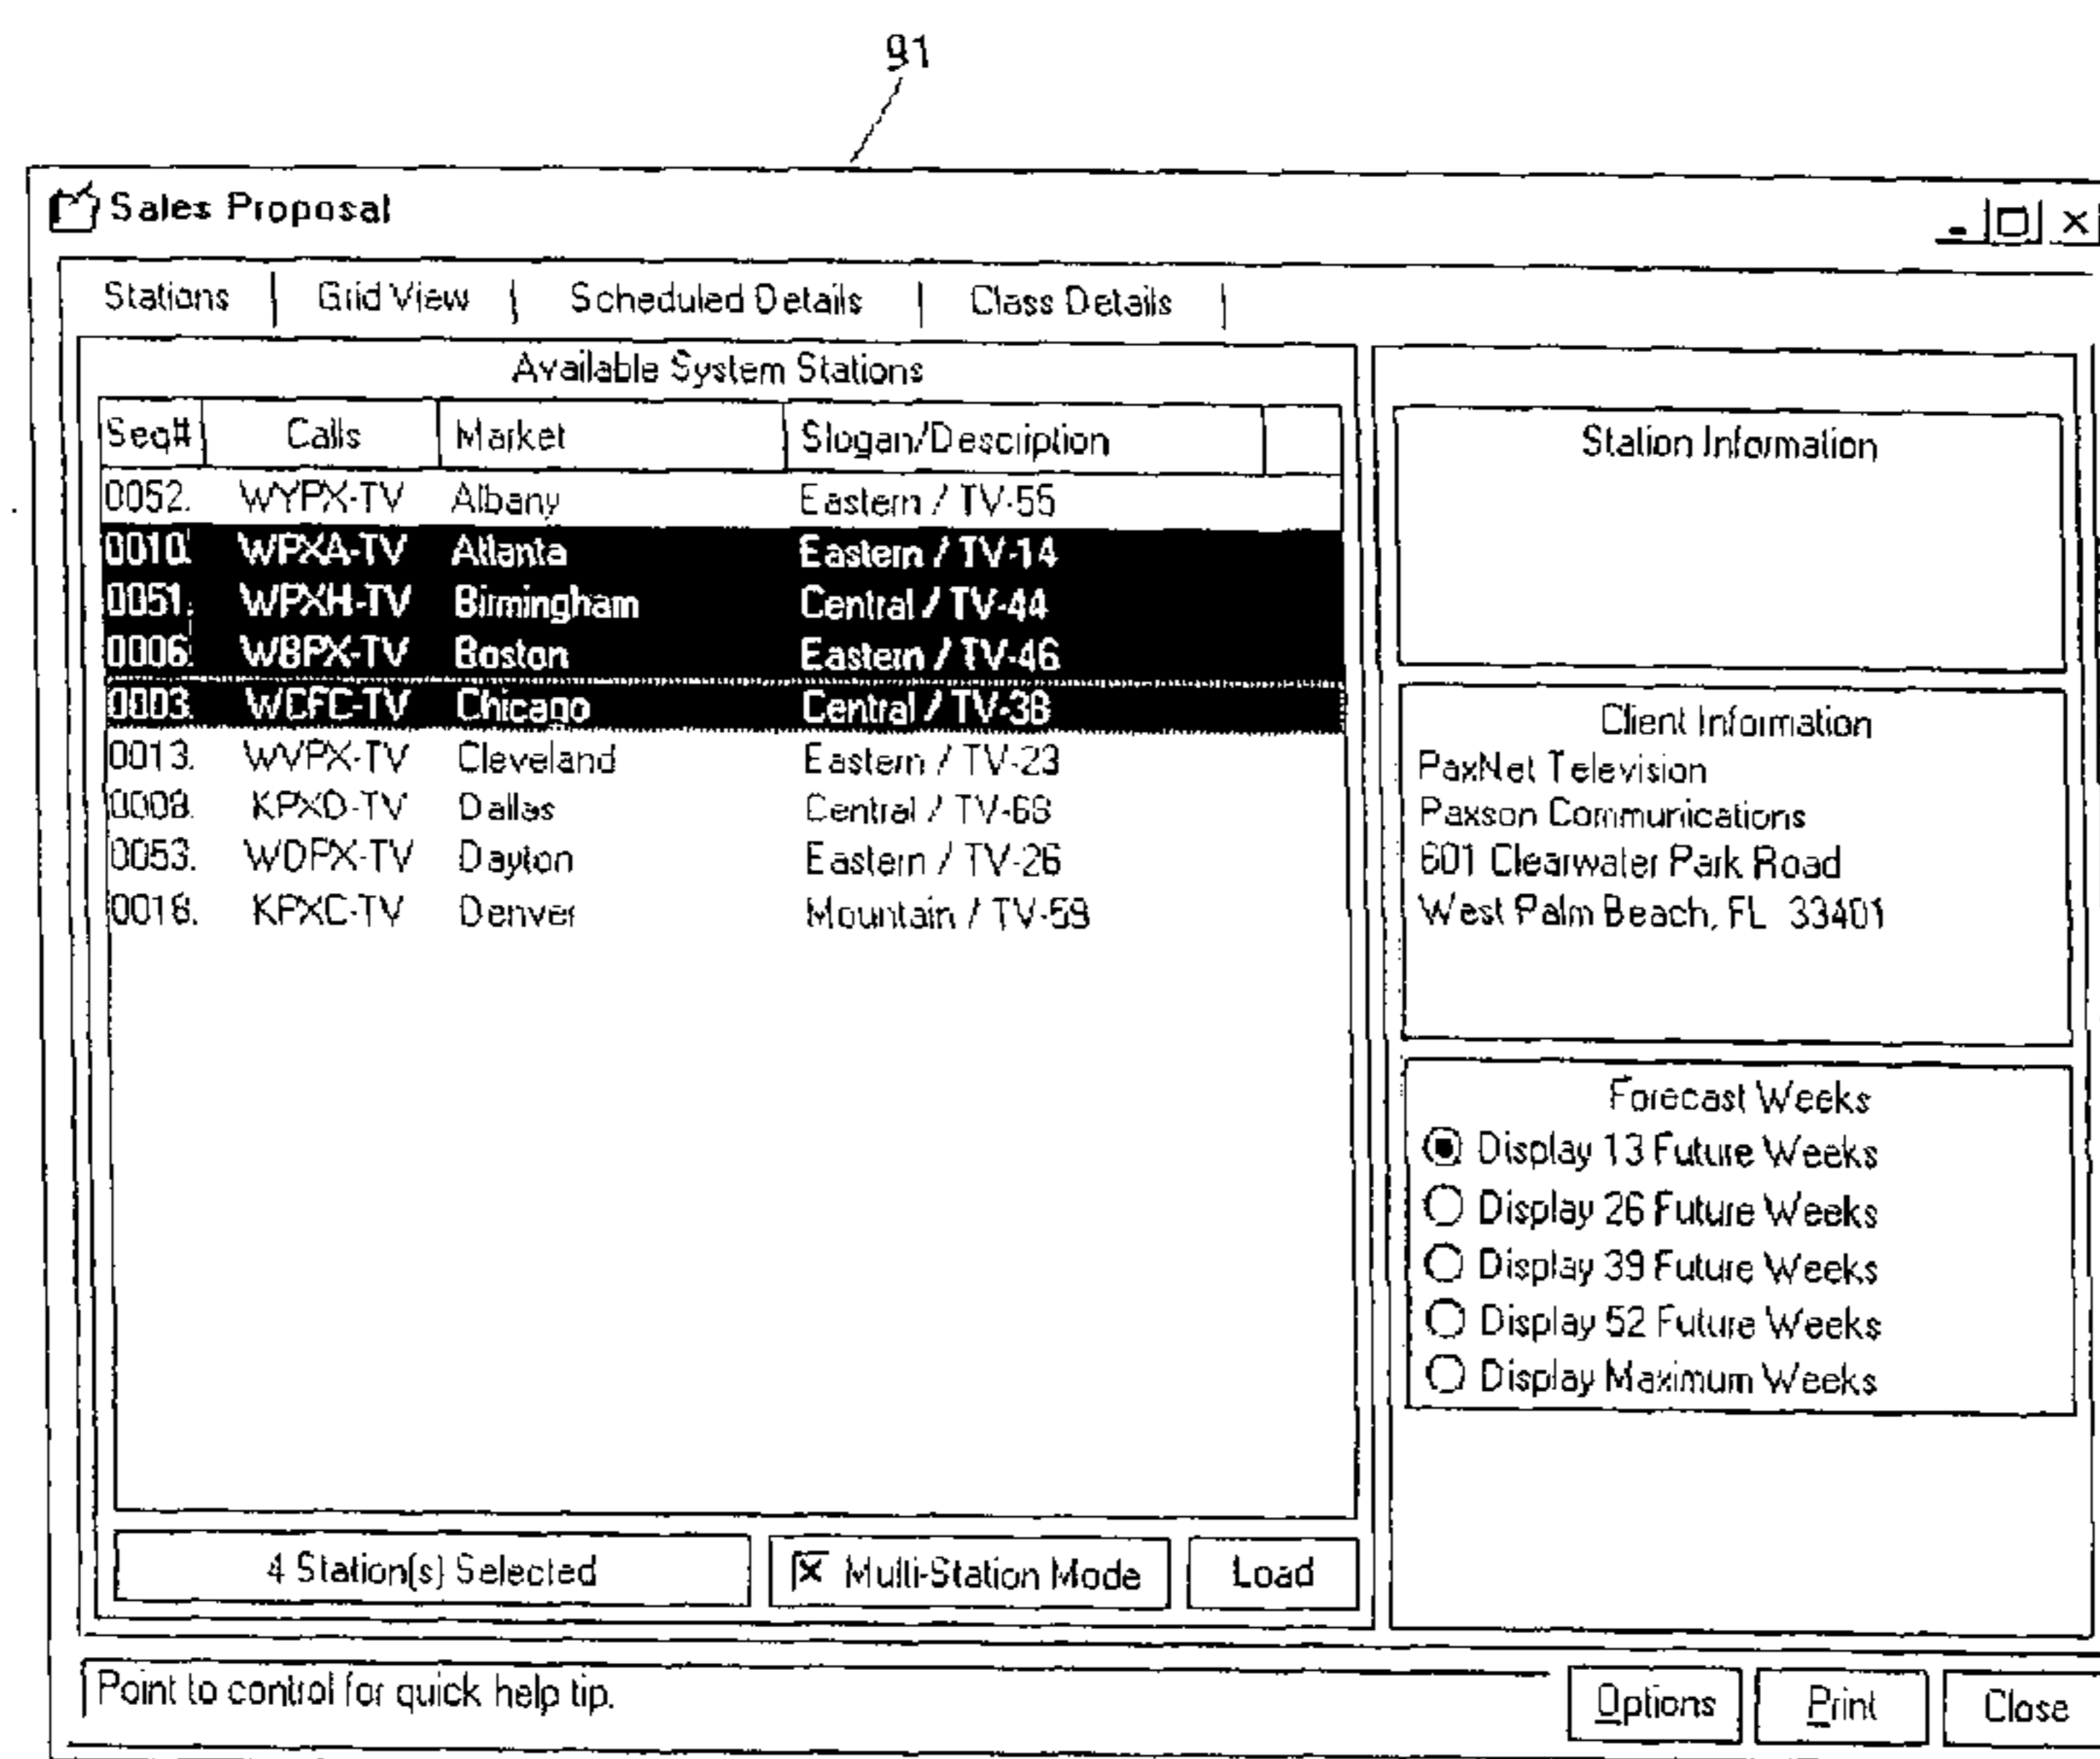 91
Sales Proposal
Stations | Grid View | Scheduled Details | Class Details |
Available System Stations
Seq# Calls Market Slogan/Description
0052. WYPX-TV Albany Eastern / TV-55
0010. WPXA-TV Atlanta Eastern / TV-14
0051. WPXH-TV Birmingham Central / TV-44
0006. WBPX-TV Boston Eastern / TV-46
0003. WCFC-TV Chicago Central / TV-38
0013. WVPX-TV Cleveland Eastern / TV-23
KPXD-TV Dallas Central / TV-68
0053. WDPX-TV Dayton Eastern / TV-26
KPXC-TV Denver Mountain / TV-59
4 Station(s) Selected
Multi-Station Mode
Load
Station Information
Client Information
PaxNet Television
Paxson Communications
601 Clearwater Park Road
West Palm Beach, FL 33401
Forecast Weeks
Display 13 Future Weeks
Display 26 Future Weeks
Display 39 Future Weeks
Display 52 Future Weeks
Display Maximum Weeks
Point to control for quick help tip.
Options Print Close